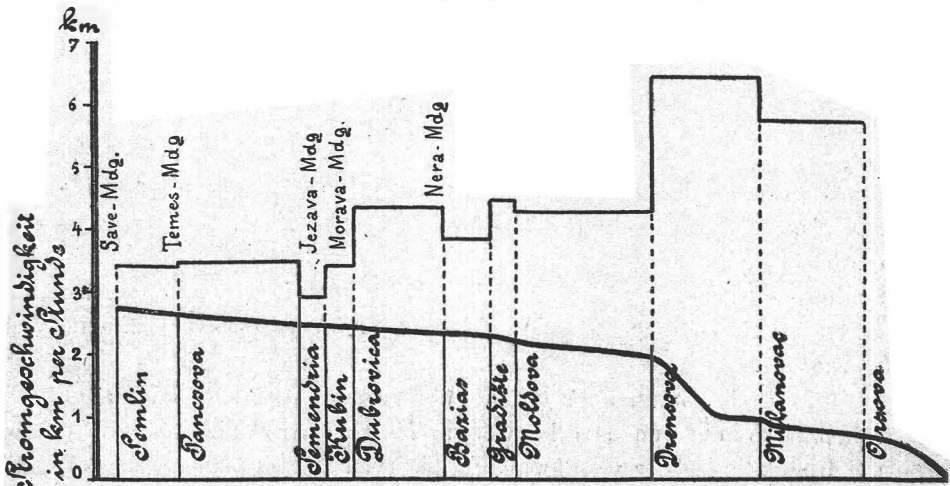 km
7
6
5
4
3
2
1
0
Stromgeschwindigkeit
in km per Stunde
Save-Mdg.
Temes-Mdg
Jezava-Mdg
Morava-Mdg.
Nera-Mdg
Semlin
Pancsova
Semendria
Kubin
Dubrovica
Bazias
Gradište
Moldova
Drencova
Milanovac
Orsova